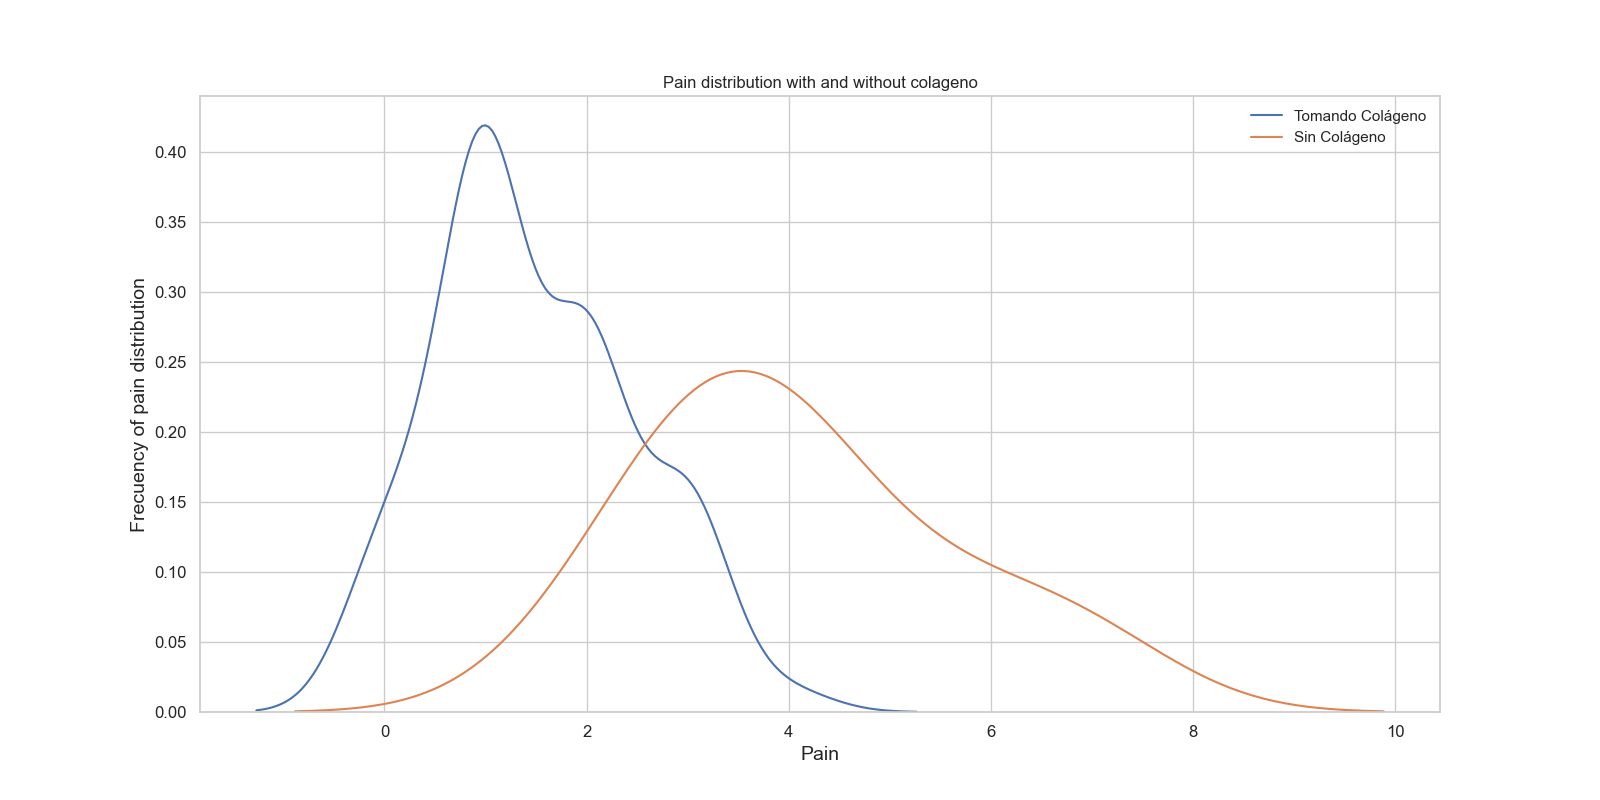 Pain distribution with and without colageno
Tomando Colágeno
Sin Colágeno
0.40
0.35
0.30
0.25
0.20
0.15
0.10
0.05
0.00
Frecuency of pain distribution
0 2 4 6 8 10
Pain